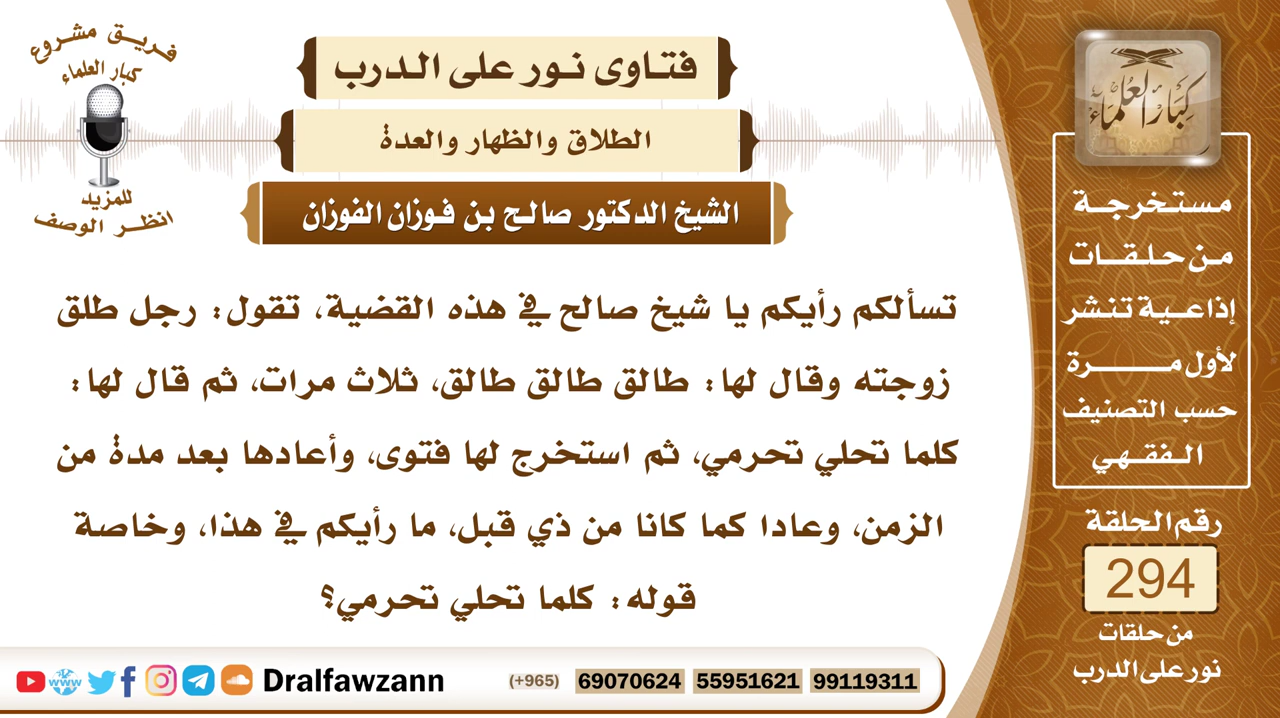 فريق مشروع
كبار العلماء
للمزيد
انظر الوصف
فتاوى نور على الدرب
الطلاق والظهار والعدة
الشيخ الدكتور صالح بن فوزان الفوزان
تسألكم رأيكم يا شيخ صالح في هذه القضية، تقول: رجل طلق
زوجته وقال لها: طالق طالق طالق، ثلاث مرات، ثم قال لها:
كلما تحلي تحرمي، ثم استخرج لها فتوى، وأعادها بعد مدة من
الزمن، وعادا كما كانا من ذي قبل، ما رأيكم في هذا، وخاصة
قوله: كلما تحلي تحرمي؟
كبار العلماء
مستخرجة
من حلقات
إذاعية تنشر
لأول مرة
حسب التصنيف
الفقهي
رقم الحلقة
294
من حلقات
نور على الدرب
www Dralfawzann (+965) 69070624 55951621 99119311